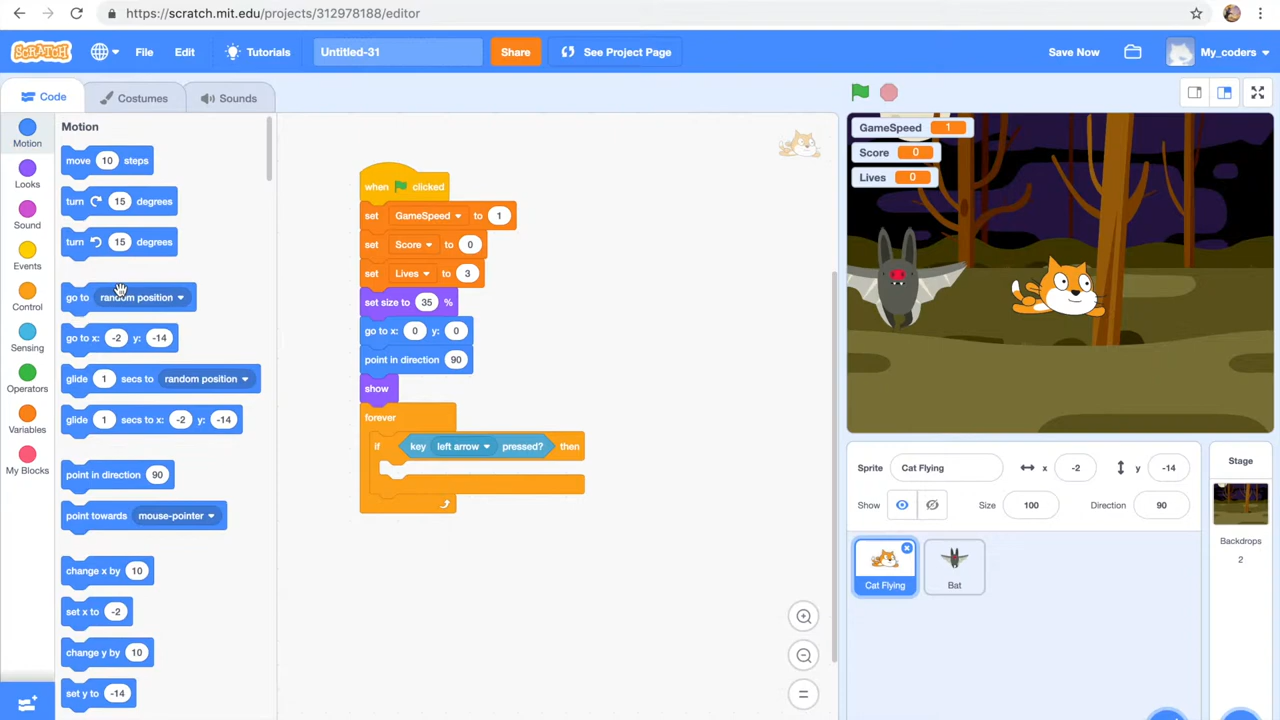 https://scratch.mit.edu/projects/312978188/editor
SCRATCH
File
Edit
Tutorials
Untitled-31
Share
See Project Page
Save Now
My_coders
Code
Costumes
Sounds
Motion
Looks
Sound
Events
Control
Sensing
Operators
Variables
My Blocks
Motion
move 10 steps
turn 15 degrees
turn 15 degrees
go to random position
go to x: -2 y: -14
glide 1 secs to random position
glide 1 secs to x: -2 y: -14
point in direction 90
point towards mouse-pointer
change x by 10
set x to -2
change y by 10
set y to -14
when clicked
set GameSpeed to 1
set Score to 0
set Lives to 3
set size to 35 %
go to x: 0 y: 0
point in direction 90
show
forever
if key left arrow pressed? then
GameSpeed 1
Score 0
Lives 0
Sprite Cat Flying x -2 y -14
Show Size 100 Direction 90
Cat Flying
Bat
Stage
Backdrops
2